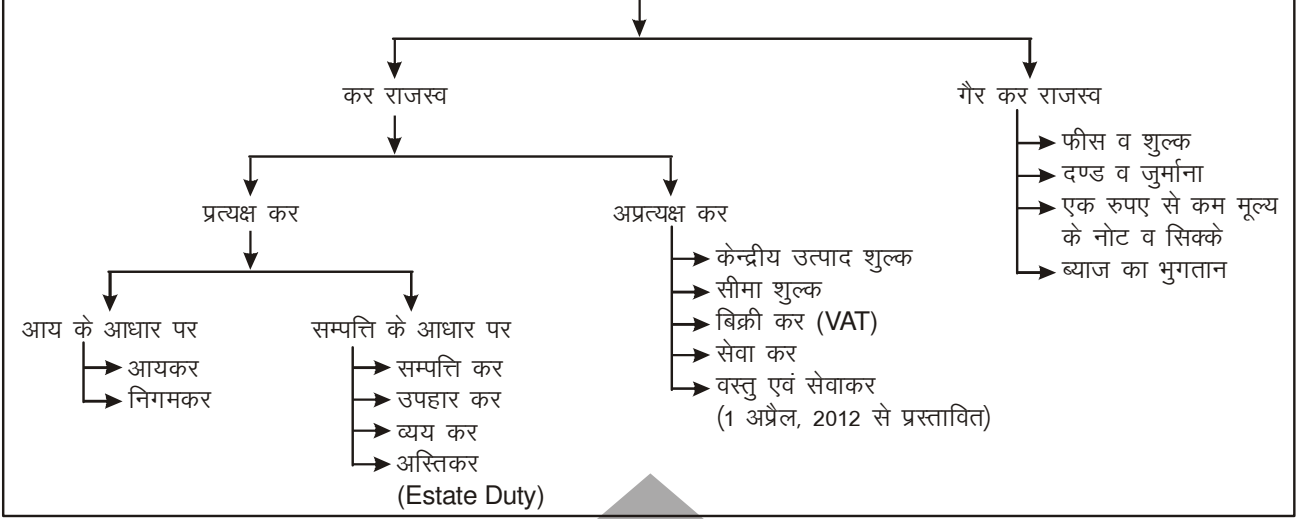 कर राजस्व
गैर कर राजस्व
फीस व शुल्क
दण्ड व जुर्माना
एक रुपए से कम मूल्य
के नोट व सिक्के
ब्याज का भुगतान
प्रत्यक्ष कर
अप्रत्यक्ष कर
केन्द्रीय उत्पाद शुल्क
सीमा शुल्क
बिक्री कर (VAT)
सेवा कर
वस्तु एवं सेवाकर
(1 अप्रैल, 2012 से प्रस्तावित)
आय के आधार पर
आयकर
निगमकर
सम्पत्ति के आधार पर
सम्पत्ति कर
उपहार कर
व्यय कर
अस्तिकर
(Estate Duty)